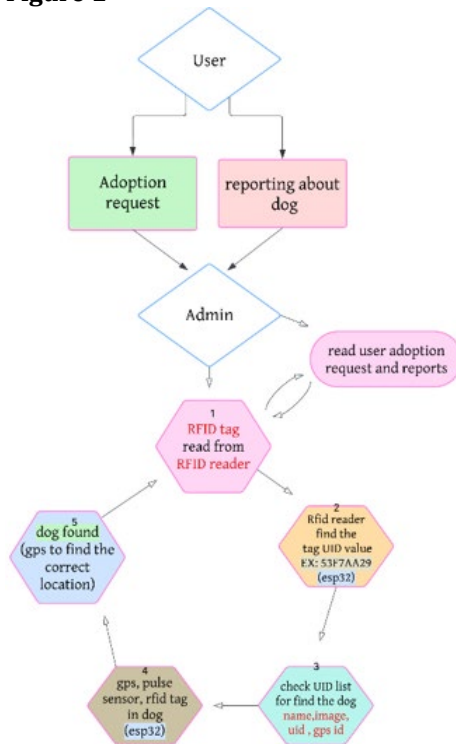 User
Adoption
request
reporting about
dog
Admin
read user adoption
request and reports
1
RFID tag
read from
RFID reader
2
Rfid reader
find the
tag UID value
EX: 53F7AA29
(esp32)
3
check UID list
for find the dog
name,image,
uid , gps id
4
gps, pulse
sensor, rfid tag
in dog
(esp32)
5
dog found
(gps to find the
correct
location)